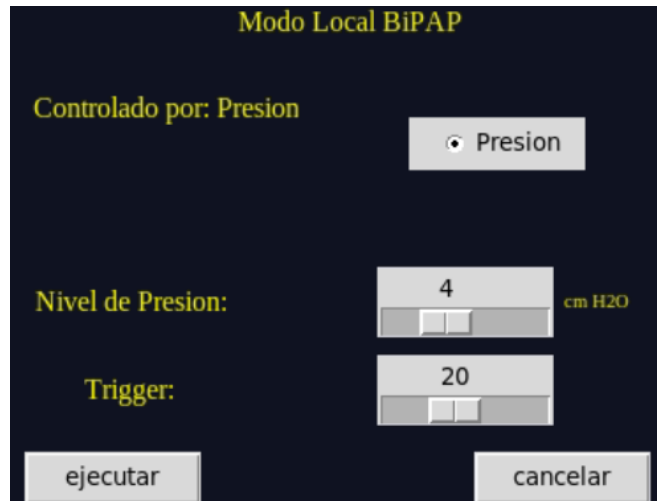 Modo Local BiPAP
Controlado por: Presion
Presion
Nivel de Presion:
4
cm H2O
Trigger:
20
ejecutar
cancelar